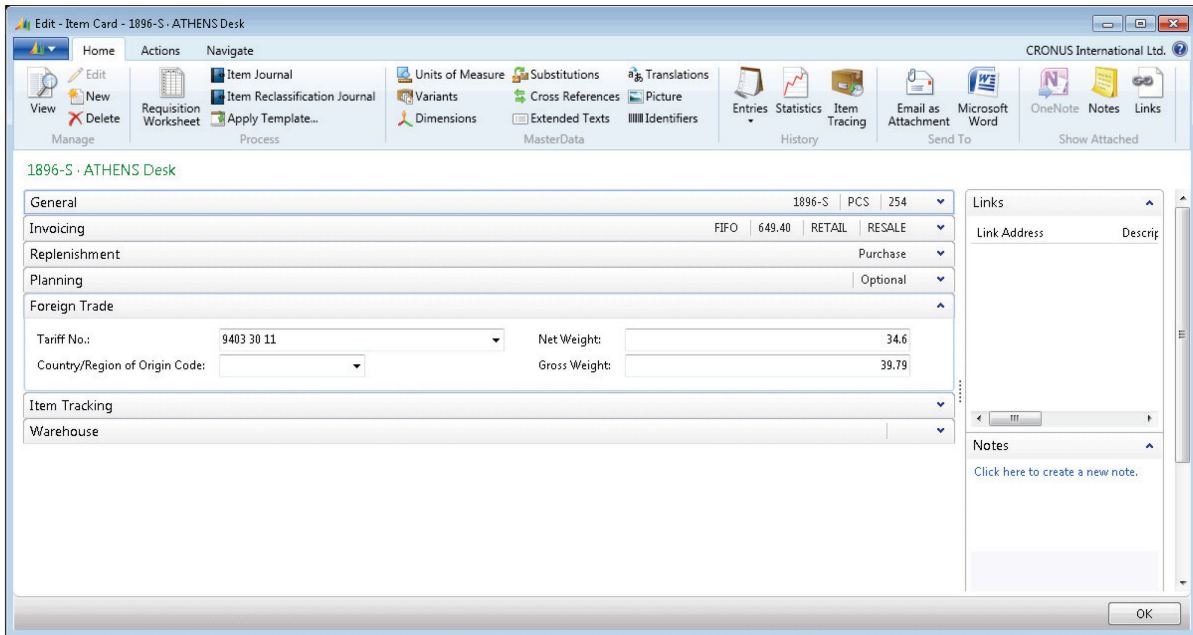 Edit - Item Card - 1896-S · ATHENS Desk
Home Actions Navigate
CRONUS International Ltd.
View
Edit
New
Delete
Manage
Requisition
Worksheet
Item Journal
Item Reclassification Journal
Apply Template...
Process
Units of Measure
Variants
Dimensions
Substitutions
Cross References
Extended Texts
Translations
Picture
Identifiers
MasterData
Entries
Statistics
Item
Tracing
History
Email as
Attachment
Microsoft
Word
Send To
OneNote
Notes
Links
Show Attached
1896-S · ATHENS Desk
General 1896-S PCS 254
Invoicing FIFO 649.40 RETAIL RESALE
Replenishment Purchase
Planning Optional
Foreign Trade
Tariff No.: 9403 30 11 Net Weight: 34.6
Country/Region of Origin Code: Gross Weight: 39.79
Item Tracking
Warehouse
Links
Link Address Descrip
Notes
Click here to create a new note.
OK